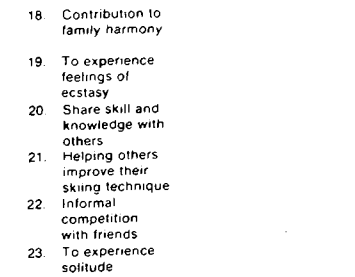 18. Contribution to
family harmony
19. To experience
feelings of
ecstasy
20. Share skill and
knowledge with
others
21. Helping others
improve their
skiing technique
22. Informal
competition
with friends
23. To experience
solitude